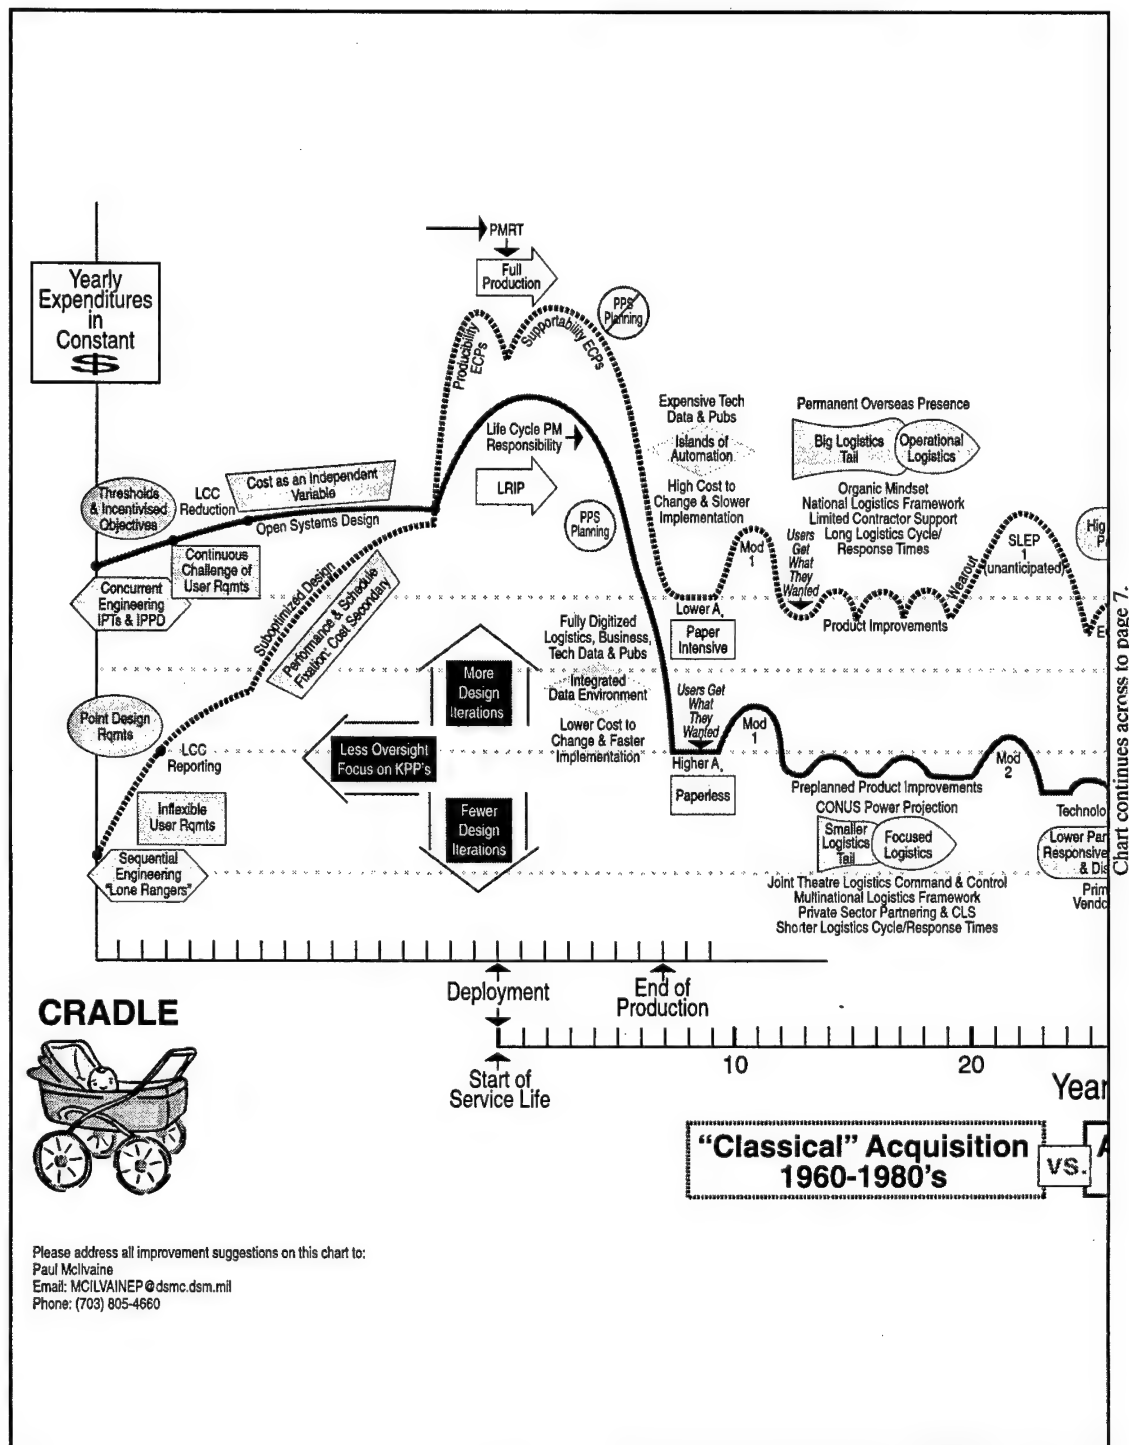 PMRT
Full
Production
Yearly
Expenditures
in
Constant
$
PPS
Planning
Producibility
ECPs
Supportability ECPs
Life Cycle PM
Responsibility
LRIP
PPS
Planning
Expensive Tech
Data & Pubs
Islands of
Automation
High Cost to
Change & Slower
Implementation
Permanent Overseas Presence
Big Logistics
Tail
Operational
Logistics
Organic Mindset
National Logistics Framework
Limited Contractor Support
Long Logistics Cycle/
Response Times
Thresholds
& Incentivised
Objectives
LCC
Reduction
Cost as an Independent
Variable
Open Systems Design
Continuous
Challenge of
User Rqmts
Concurrent
Engineering
IPTs & IPPD
Suboptimized Design
Performance & Schedule
Fixation: Cost Secondary
Mod
1
Users
Get
What
They
Wanted
Wearout
SLEP
1
(unanticipated)
Lower A
Paper
Intensive
Product Improvements
Fully Digitized
Logistics, Business,
Tech Data & Pubs
Integrated
Data Environment
Lower Cost to
Change & Faster
Implementation
More
Design
Iterations
Less Oversight
Focus on KPP's
Fewer
Design
Iterations
Point Design
Rqmts
LCC
Reporting
Inflexible
User Rqmts
Sequential
Engineering
"Lone Rangers"
Users Get
What
They
Wanted
Mod
1
Higher A
Paperless
Mod
2
Preplanned Product Improvements
CONUS Power Projection
Smaller
Logistics
Tail
Focused
Logistics
Joint Theatre Logistics Command & Control
Multinational Logistics Framework
Private Sector Partnering & CLS
Shorter Logistics Cycle/Response Times
Hig
P
E
Technolo
Lower Par
Responsive
& Dis
Prim
Vendo
Chart continues across to page 7.
Deployment
End of
Production
Start of
Service Life
10
20
Year
CRADLE
"Classical" Acquisition
1960-1980's
vs.
A
Please address all improvement suggestions on this chart to:
Paul McIlvaine
Email: MCILVAINEP@dsmc.dsm.mil
Phone: (703) 805-4660